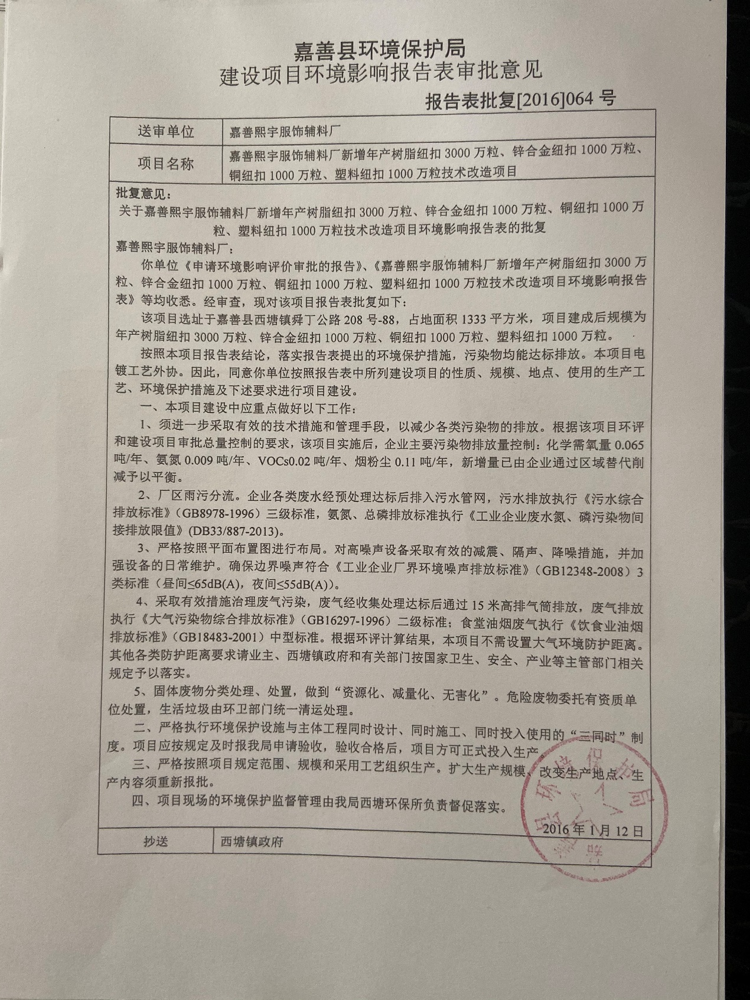 嘉善县环境保护局
建设项目环境影响报告表审批意见
报告表批复[2016]064 号
送审单位 嘉善熙宇服饰辅料厂
项目名称 嘉善熙宇服饰辅料厂新增年产树脂纽扣 3000 万粒、锌合金纽扣 1000 万粒、
铜纽扣 1000 万粒、塑料纽扣 1000 万粒技术改造项目
批复意见：
关于嘉善熙宇服饰辅料厂新增年产树脂纽扣 3000 万粒、锌合金纽扣 1000 万粒、铜纽扣 1000 万
粒、塑料纽扣 1000 万粒技术改造项目环境影响报告表的批复
嘉善熙宇服饰辅料厂：
你单位《申请环境影响评价审批的报告》、《嘉善熙宇服饰辅料厂新增年产树脂纽扣 3000 万
粒、锌合金纽扣 1000 万粒、铜纽扣 1000 万粒、塑料纽扣 1000 万粒技术改造项目环境影响报告
表》等均收悉。经审查，现对该项目报告表批复如下：
该项目选址于嘉善县西塘镇舜丁公路 208 号-88，占地面积 1333 平方米，项目建成后规模为
年产树脂纽扣 3000 万粒、锌合金纽扣 1000 万粒、铜纽扣 1000 万粒、塑料纽扣 1000 万粒。
按照本项目报告表结论，落实报告表提出的环境保护措施，污染物均能达标排放。本项目电
镀工艺外协。因此，同意你单位按照报告表中所列建设项目的性质、规模、地点、使用的生产工
艺、环境保护措施及下述要求进行项目建设。
一、本项目建设中应重点做好以下工作：
1、须进一步采取有效的技术措施和管理手段，以减少各类污染物的排放。根据该项目环评
和建设项目审批总量控制的要求，该项目实施后，企业主要污染物排放量控制：化学需氧量 0.065
吨/年、氨氮 0.009 吨/年、VOCs0.02 吨/年、烟粉尘 0.11 吨/年，新增量已由企业通过区域替代削
减予以平衡。
2、厂区雨污分流。企业各类废水经预处理达标后排入污水管网，污水排放执行《污水综合
排放标准》（GB8978-1996）三级标准，氨氮、总磷排放标准执行《工业企业废水氮、磷污染物间
接排放限值》(DB33/887-2013)。
3、严格按照平面布置图进行布局。对高噪声设备采取有效的减震、隔声、降噪措施，并加
强设备的日常维护。确保边界噪声符合《工业企业厂界环境噪声排放标准》（GB12348-2008）3
类标准（昼间≤65dB(A)，夜间≤55dB(A)）。
4、采取有效措施治理废气污染，废气经收集处理达标后通过 15 米高排气筒排放，废气排放
执行《大气污染物综合排放标准》（GB16297-1996）二级标准；食堂油烟废气执行《饮食业油烟
排放标准》（GB18483-2001）中型标准。根据环评计算结果，本项目不需设置大气环境防护距离。
其他各类防护距离要求请业主、西塘镇政府和有关部门按国家卫生、安全、产业等主管部门相关
规定予以落实。
5、固体废物分类处理、处置，做到“资源化、减量化、无害化”。危险废物委托有资质单
位处置，生活垃圾由环卫部门统一清运处理。
二、严格执行环境保护设施与主体工程同时设计、同时施工、同时投入使用的“三同时”制
度。项目应按规定及时报我局申请验收，验收合格后，项目方可正式投入生产。
三、严格按照项目规定范围、规模和采用工艺组织生产。扩大生产规模、改变生产地点、生
产内容须重新报批。
四、项目现场的环境保护监督管理由我局西塘环保所负责督促落实。
嘉善县环境保护局
2016 年 1 月 12 日
抄送 西塘镇政府